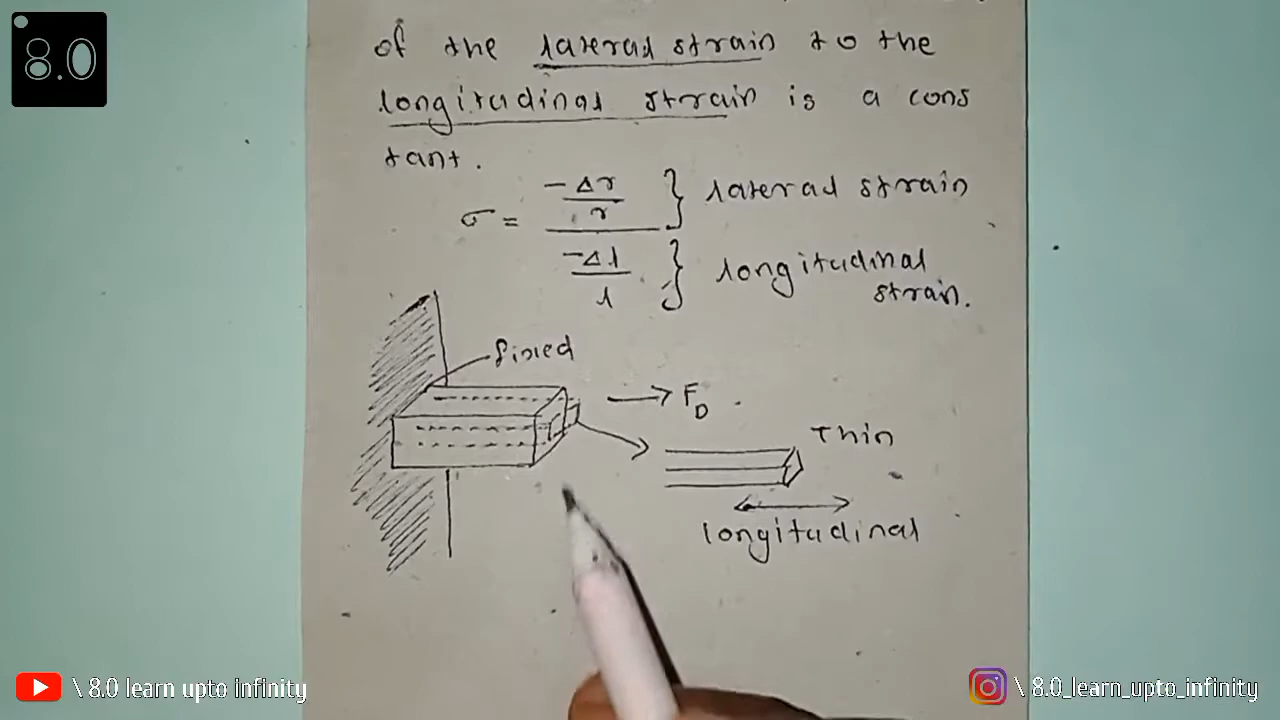 8.0
of the lateral strain to the
longitudinal strain is a cons
tant.
σ = -Δr/r } lateral strain
-Δl/l } longitudinal
strain.
fixed
→ F_D
Thin
longitudinal
\ 8.0 learn upto infinity
\ 8.0_learn_upto_infinity